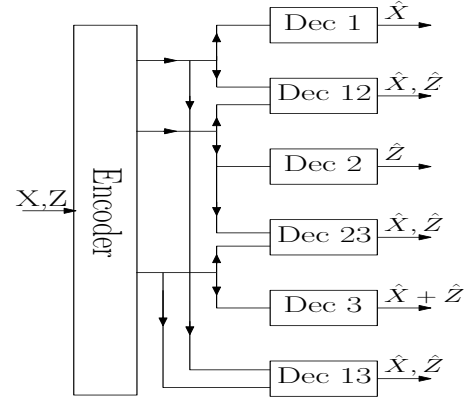 X,Z
Encoder
Dec 1
X̂
Dec 12
X̂, Ẑ
Dec 2
Ẑ
Dec 23
X̂, Ẑ
Dec 3
X̂ + Ẑ
Dec 13
X̂, Ẑ